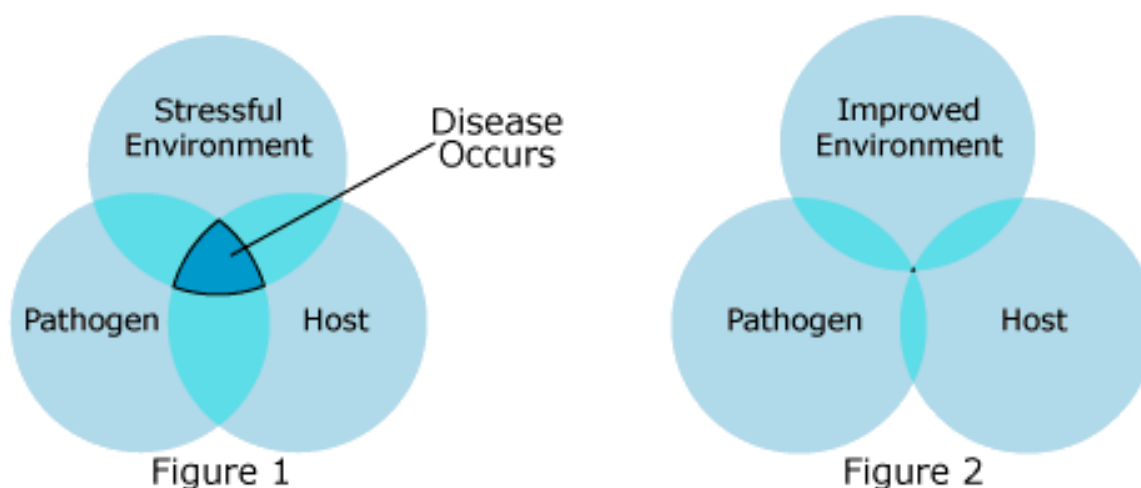 Stressful
Environment
Disease
Occurs
Pathogen
Host
Figure 1
Improved
Environment
Pathogen
Host
Figure 2